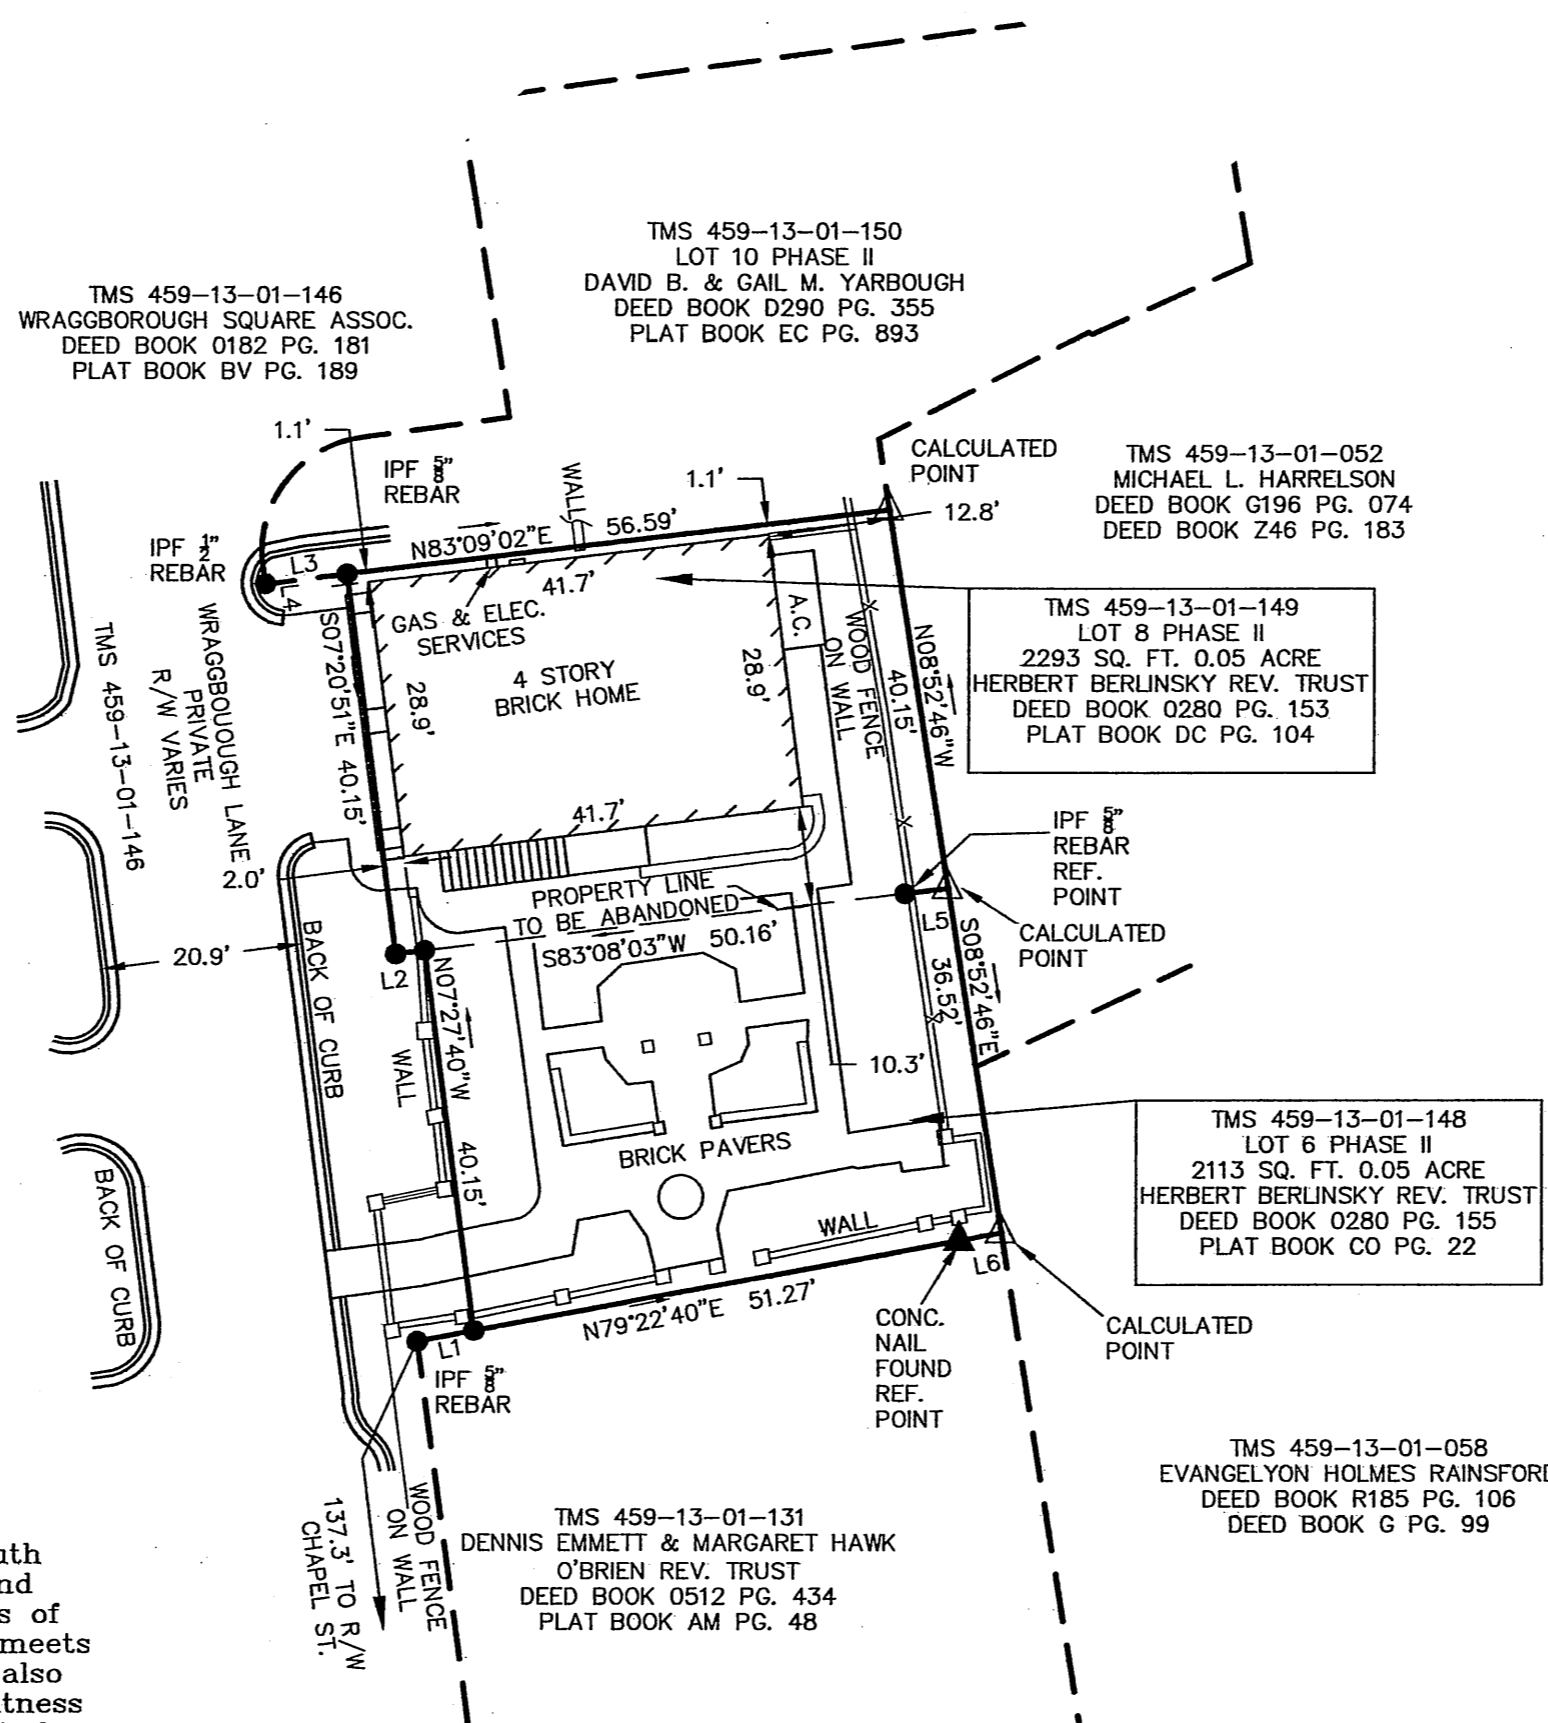 TMS 459-13-01-150
LOT 10 PHASE II
DAVID B. & GAIL M. YARBOUGH
DEED BOOK D290 PG. 355
PLAT BOOK EC PG. 893
TMS 459-13-01-146
WRAGGBOROUGH SQUARE ASSOC.
DEED BOOK 0182 PG. 181
PLAT BOOK BV PG. 189
1.1'
IPF 5/8"
REBAR
WALL
1.1'
CALCULATED
POINT
12.8'
TMS 459-13-01-052
MICHAEL L. HARRELSON
DEED BOOK G196 PG. 074
DEED BOOK Z46 PG. 183
IPF 1/2"
REBAR
L3
L4
N83°09'02"E
56.59'
41.7'
GAS & ELEC.
SERVICES
4 STORY
BRICK HOME
A.C.
WOOD FENCE
ON WALL
N08°52'46"W
40.15'
TMS 459-13-01-149
LOT 8 PHASE II
2293 SQ. FT. 0.05 ACRE
HERBERT BERLINSKY REV. TRUST
DEED BOOK 0280 PG. 153
PLAT BOOK DC PG. 104
TMS 459-13-01-146
WRAGGBOUOUGH LANE
PRIVATE
R/W VARIES
S07°20'51"E 40.15'
28.9'
28.9'
41.7'
2.0'
IPF 5/8"
REBAR
REF.
POINT
PROPERTY LINE
TO BE ABANDONED
S83°08'03"W 50.16'
L5
CALCULATED
POINT
20.9'
BACK OF CURB
L2
N07°27'40"W
40.15'
WALL
S08°52'46"E
36.52'
10.3'
BRICK PAVERS
TMS 459-13-01-148
LOT 6 PHASE II
2113 SQ. FT. 0.05 ACRE
HERBERT BERLINSKY REV. TRUST
DEED BOOK 0280 PG. 155
PLAT BOOK CO PG. 22
BACK OF CURB
WALL
L6
N79°22'40"E 51.27'
L1
IPF 5/8"
REBAR
CONC.
NAIL
FOUND
REF.
POINT
CALCULATED
POINT
TMS 459-13-01-058
EVANGELYON HOLMES RAINSFORD
DEED BOOK R185 PG. 106
DEED BOOK G PG. 99
WOOD FENCE
ON WALL
137.3' TO R/W
CHAPEL ST.
TMS 459-13-01-131
DENNIS EMMETT & MARGARET HAWK
O'BRIEN REV. TRUST
DEED BOOK 0512 PG. 434
PLAT BOOK AM PG. 48
uth
nd
s of
meets
also
tness